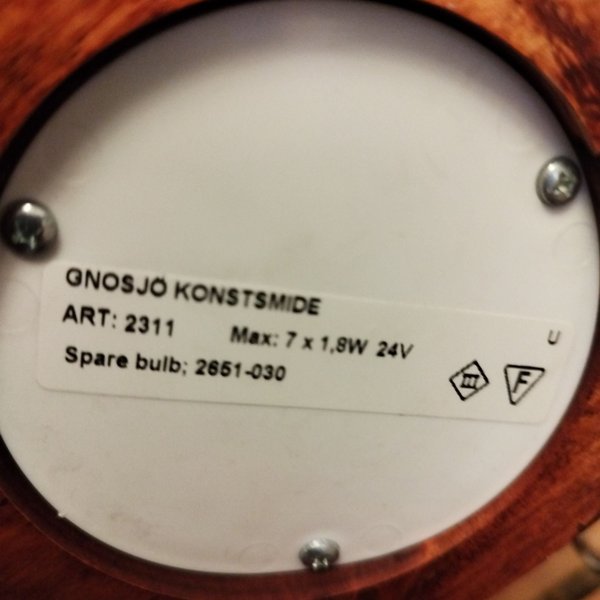 GNOSJÖ KONSTSMIDE
ART: 2311 Max: 7 x 1,8W 24V U
Spare bulb; 2651-030 III F